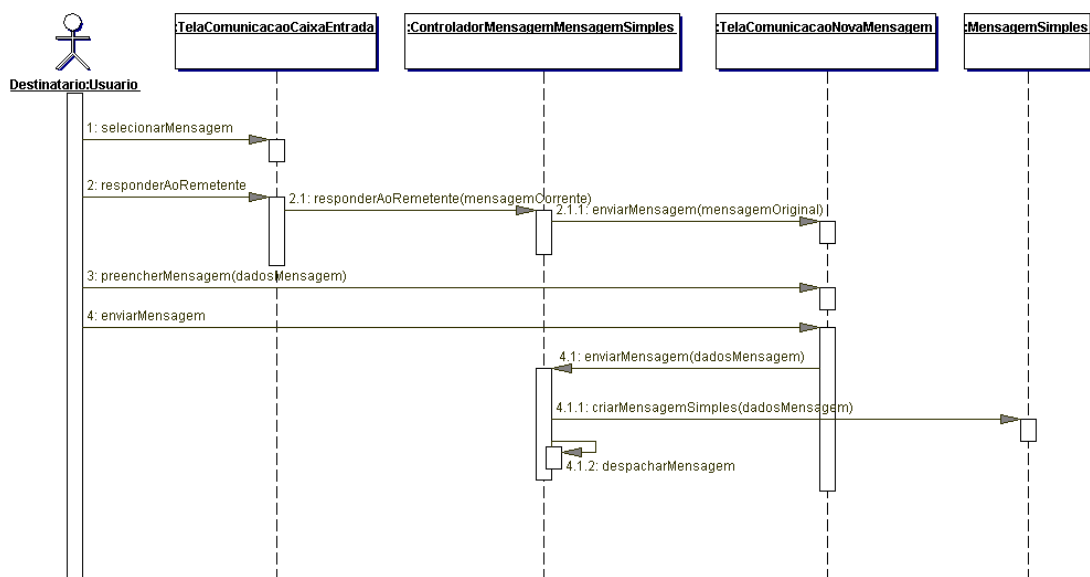 :TelaComunicacaoCaixaEntrada
:ControladorMensagemMensagemSimples
:TelaComunicacaoNovaMensagem
:MensagemSimples
Destinatario:Usuario
1: selecionarMensagem
2: responderAoRemetente
2.1: responderAoRemetente(mensagemCorrente)
2.1.1: enviarMensagem(mensagemOriginal)
3: preencherMensagem(dadosMensagem)
4: enviarMensagem
4.1: enviarMensagem(dadosMensagem)
4.1.1: criarMensagemSimples(dadosMensagem)
4.1.2: despacharMensagem